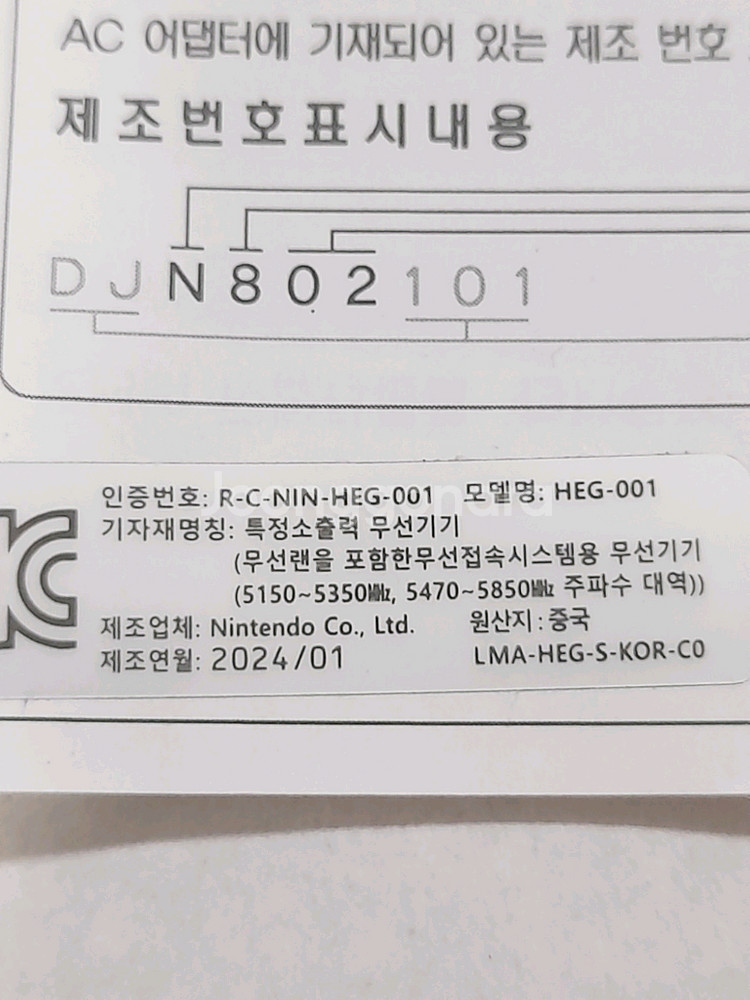 AC 어댑터에 기재되어 있는 제조 번호
제조번호표시내용
DJN802101
인증번호: R-C-NIN-HEG-001 모델명: HEG-001
기자재명칭: 특정소출력 무선기기
(무선랜을 포함한무선접속시스템용 무선기기
(5150~5350㎒, 5470~5850㎒ 주파수 대역))
제조업체: Nintendo Co., Ltd. 원산지: 중국
제조연월: 2024/01 LMA-HEG-S-KOR-C0
Joonggonara